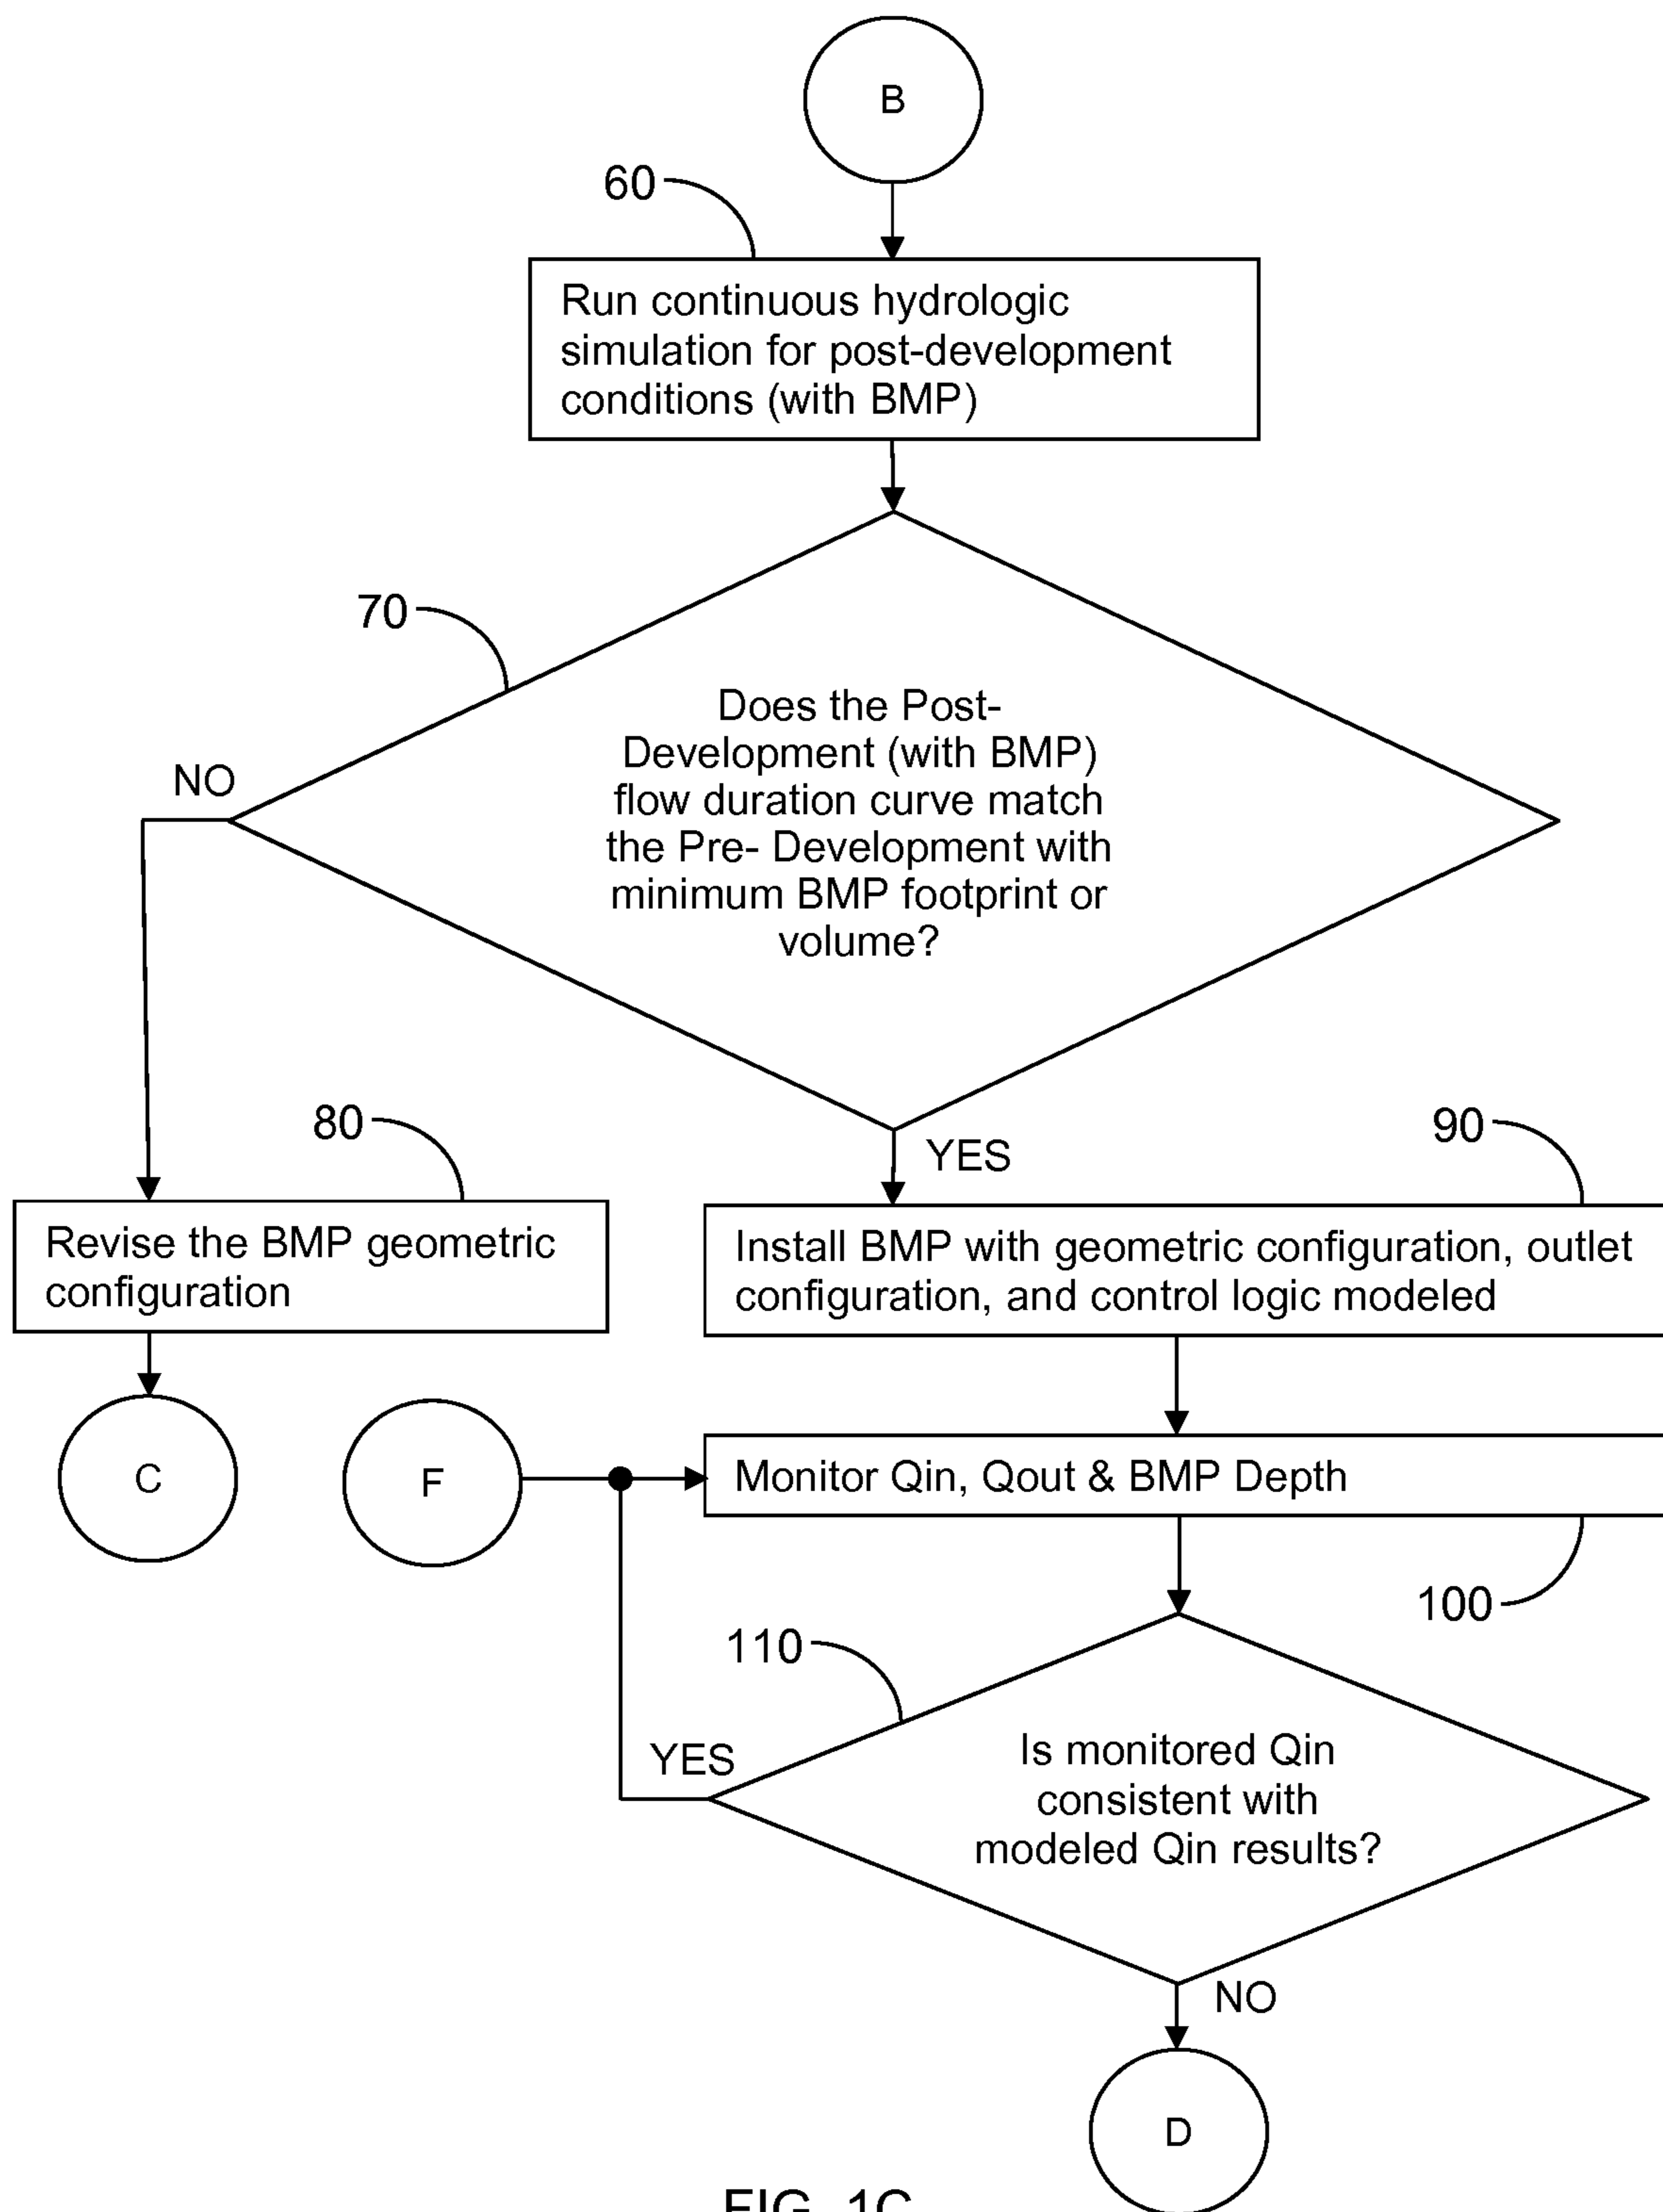 B
60
Run continuous hydrologic
simulation for post-development
conditions (with BMP)
70
Does the Post-
Development (with BMP)
flow duration curve match
the Pre- Development with
minimum BMP footprint or
volume?
NO
YES
80
90
Revise the BMP geometric
configuration
Install BMP with geometric configuration, outlet
configuration, and control logic modeled
C
F
Monitor Qin, Qout & BMP Depth
100
110
YES
Is monitored Qin
consistent with
modeled Qin results?
NO
D
FIG. 1C